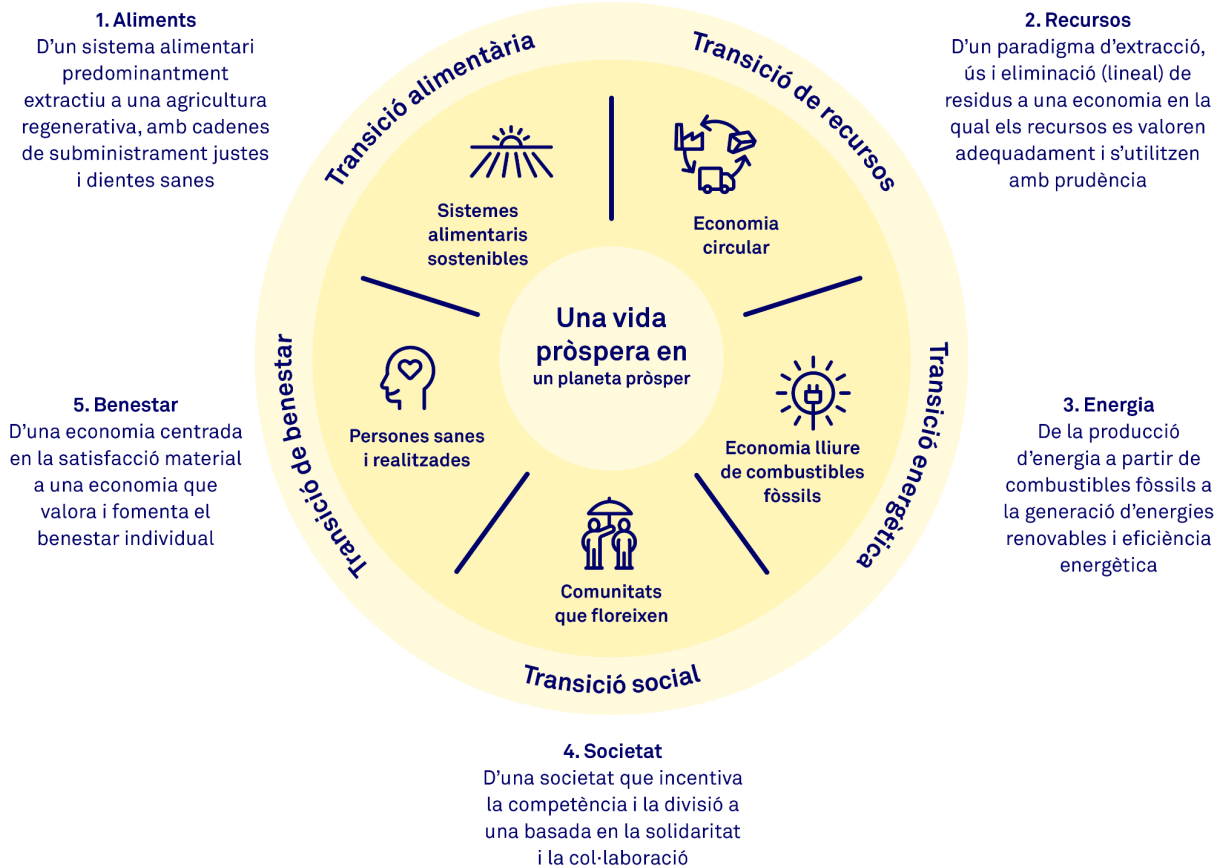 1. Aliments
D’un sistema alimentari
predominantment
extractiu a una agricultura
regenerativa, amb cadenes
de subministrament justes
i dientes sanes
2. Recursos
D’un paradigma d’extracció,
ús i eliminació (lineal) de
residus a una economia en la
qual els recursos es valoren
adequadament i s’utilitzen
amb prudència
3. Energia
De la producció
d’energia a partir de
combustibles fòssils a
la generació d’energies
renovables i eficiència
energètica
4. Societat
D’una societat que incentiva
la competència i la divisió a
una basada en la solidaritat
i la col·laboració
5. Benestar
D’una economia centrada
en la satisfacció material
a una economia que
valora i fomenta el
benestar individual
Transició alimentària
Transició de recursos
Transició energètica
Transició social
Transició de benestar
Sistemes
alimentaris
sostenibles
Economia
circular
Economia lliure
de combustibles
fòssils
Comunitats
que floreixen
Persones sanes
i realitzades
Una vida
pròspera en
un planeta pròsper